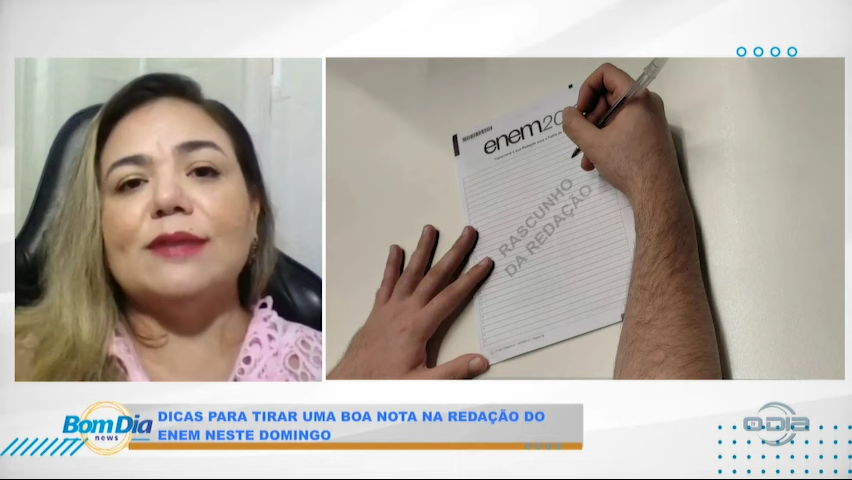 enem20
RASCUNHO
DA REDAÇÃO
Bom Dia
news
DICAS PARA TIRAR UMA BOA NOTA NA REDAÇÃO DO
ENEM NESTE DOMINGO
O DIA